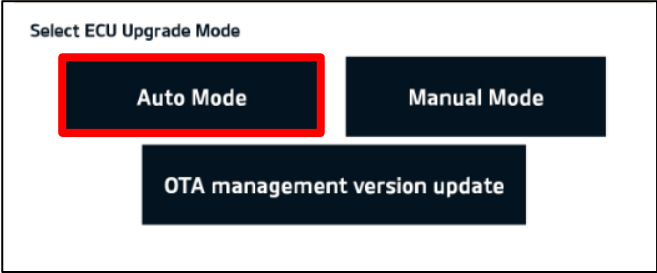 Select ECU Upgrade Mode
Auto Mode
Manual Mode
OTA management version update